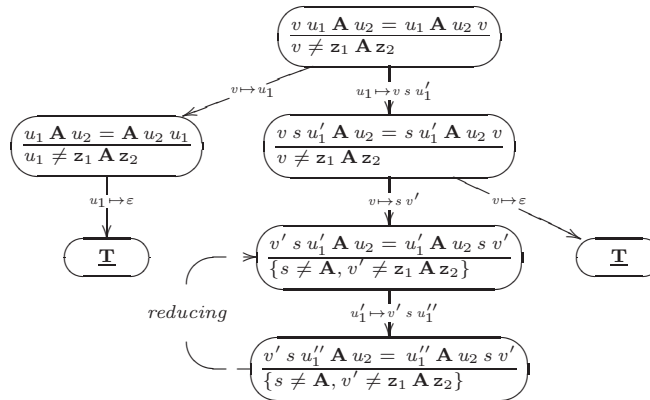 v u₁ A u₂ = u₁ A u₂ v
v ≠ z₁ A z₂
v ↦ u₁
u₁ ↦ v s u₁′
u₁ A u₂ = A u₂ u₁
u₁ ≠ z₁ A z₂
v s u₁′ A u₂ = s u₁′ A u₂ v
v ≠ z₁ A z₂
u₁ ↦ ε
v ↦ s v′
v ↦ ε
T
v′ s u₁′ A u₂ = u₁′ A u₂ s v′
{s ≠ A, v′ ≠ z₁ A z₂}
T
reducing
u₁′ ↦ v′ s u₁″
v′ s u₁″ A u₂ = u₁″ A u₂ s v′
{s ≠ A, v′ ≠ z₁ A z₂}